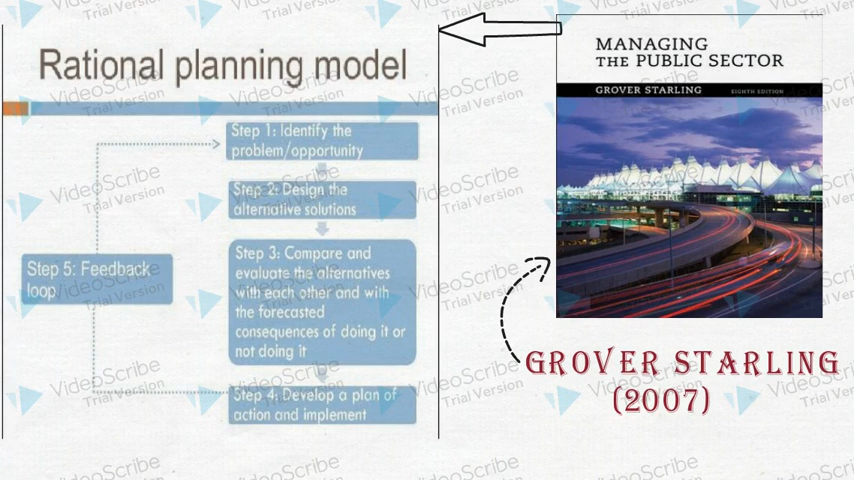 Rational planning model
Step 1: Identify the
problem/opportunity
Step 2: Design the
alternative solutions
Step 3: Compare and
evaluate the alternatives
with each other and with
the forecasted
consequences of doing it or
not doing it
Step 4: Develop a plan of
action and implement
Step 5: Feedback
loop.
MANAGING
THE PUBLIC SECTOR
GROVER STARLING EIGHTH EDITION
GROVER STARLING
(2007)
VideoScribe
Trial Version